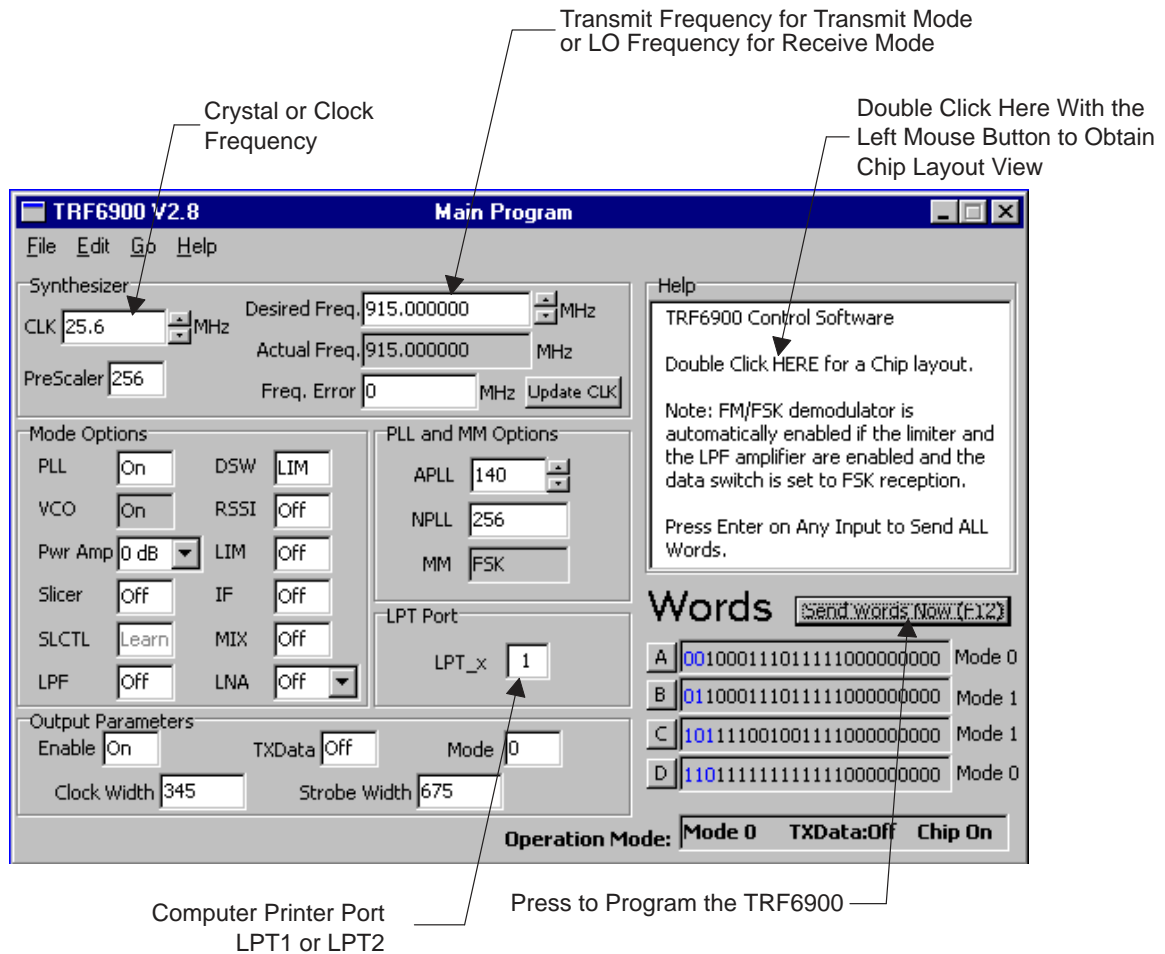 Transmit Frequency for Transmit Mode
or LO Frequency for Receive Mode
Crystal or Clock
Frequency
Double Click Here With the
Left Mouse Button to Obtain
Chip Layout View
TRF6900 V2.8 Main Program
File Edit Go Help
Synthesizer
CLK 25.6 MHz
PreScaler 256
Desired Freq. 915.000000 MHz
Actual Freq. 915.000000 MHz
Freq. Error 0 MHz Update CLK
Help
TRF6900 Control Software
Double Click HERE for a Chip layout.
Note: FM/FSK demodulator is
automatically enabled if the limiter and
the LPF amplifier are enabled and the
data switch is set to FSK reception.
Press Enter on Any Input to Send ALL
Words.
Mode Options
PLL On DSW LIM
VCO On RSSI Off
Pwr Amp 0 dB LIM Off
Slicer Off IF Off
SLCTL Learn MIX Off
LPF Off LNA Off
PLL and MM Options
APLL 140
NPLL 256
MM FSK
LPT Port
LPT_x 1
Words Send Words Now (F12)
A 001000111011111000000000 Mode 0
B 011000111011111000000000 Mode 1
C 101111001001111000000000 Mode 1
D 110111111111111000000000 Mode 0
Output Parameters
Enable On TXData Off Mode 0
Clock Width 345 Strobe Width 675
Operation Mode: Mode 0 TXData:Off Chip On
Computer Printer Port
LPT1 or LPT2
Press to Program the TRF6900